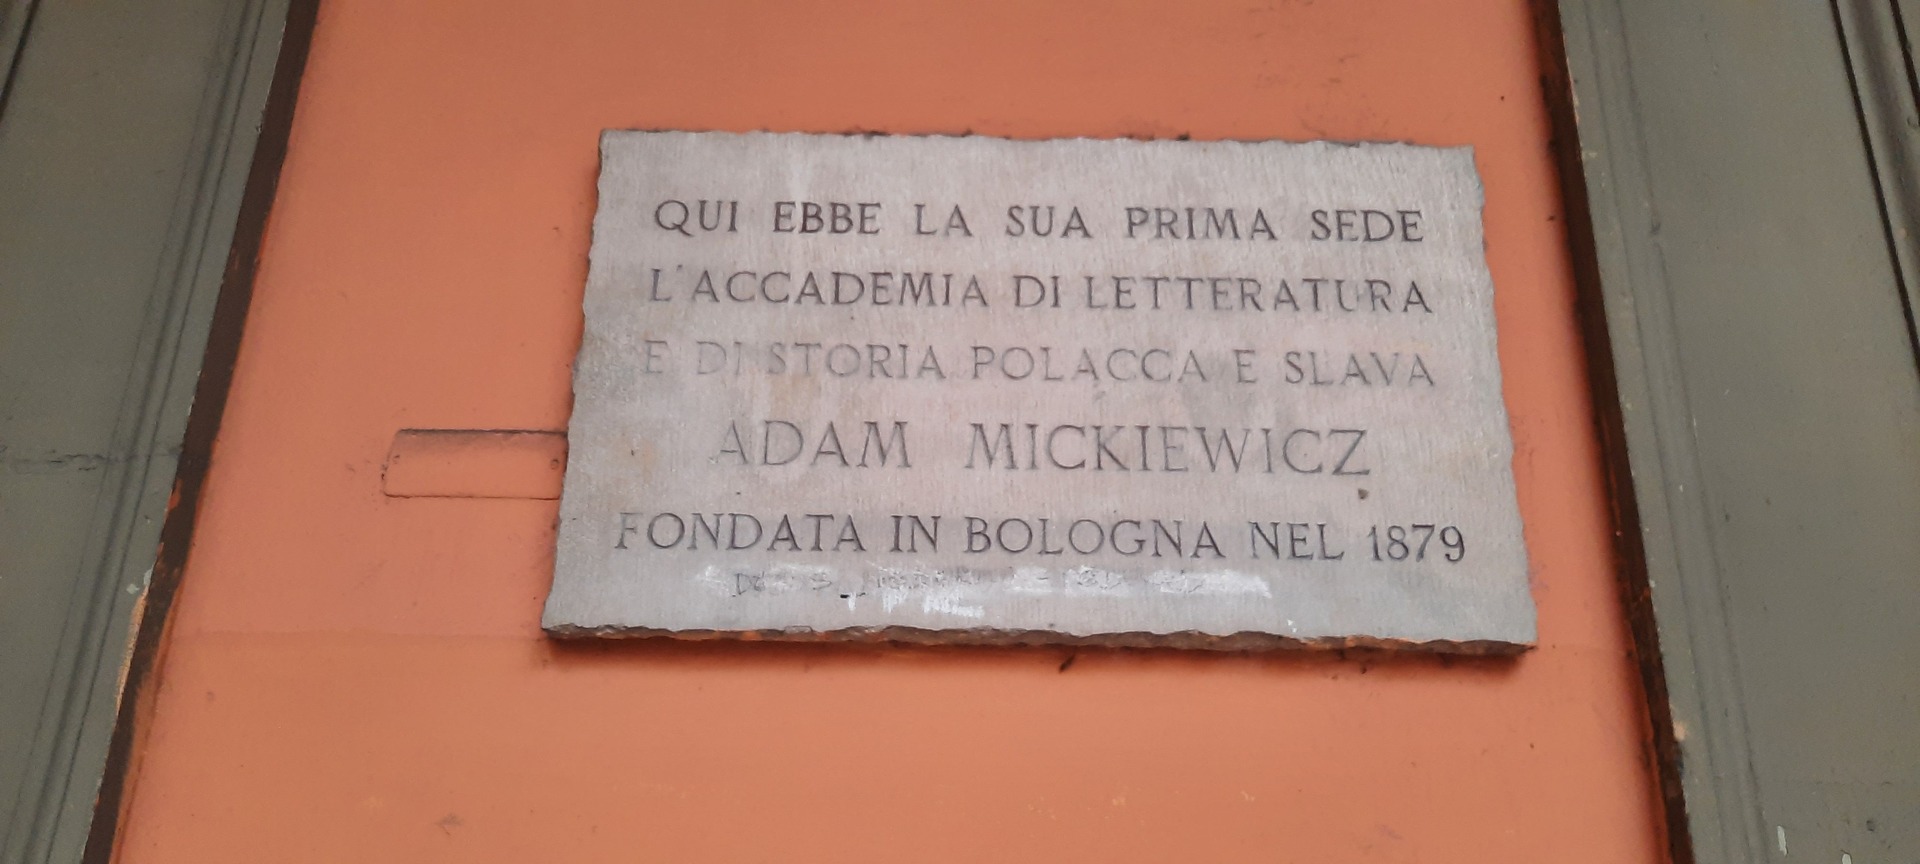 QUI EBBE LA SUA PRIMA SEDE
L'ACCADEMIA DI LETTERATURA
E DI STORIA POLACCA E SLAVA
ADAM MICKIEWICZ
FONDATA IN BOLOGNA NEL 1879